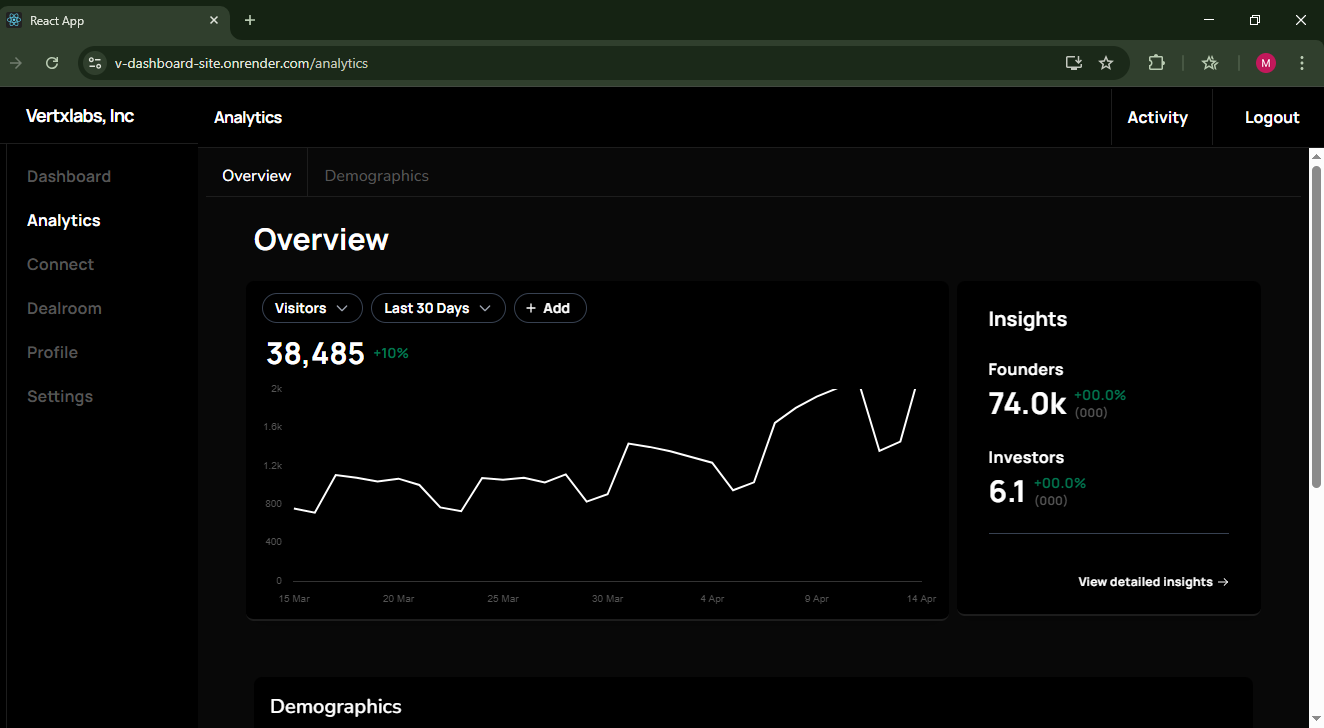 React App
v-dashboard-site.onrender.com/analytics
M
Vertxlabs, Inc
Analytics
Activity
Logout
Dashboard
Analytics
Connect
Dealroom
Profile
Settings
Overview
Demographics
Overview
Visitors
Last 30 Days
+ Add
38,485 +10%
2k
1.6k
1.2k
800
400
0
15 Mar
20 Mar
25 Mar
30 Mar
4 Apr
9 Apr
14 Apr
Insights
Founders
74.0k +00.0%
(000)
Investors
6.1 +00.0%
(000)
View detailed insights →
Demographics